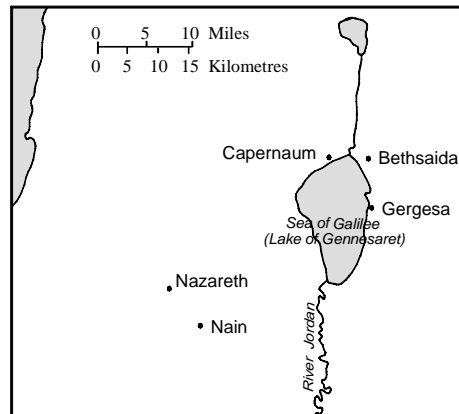 0 5 10 Miles
0 5 10 15 Kilometres
Capernaum
Bethsaida
Gergesa
Sea of Galilee
(Lake of Gennesaret)
Nazareth
Nain
River Jordan